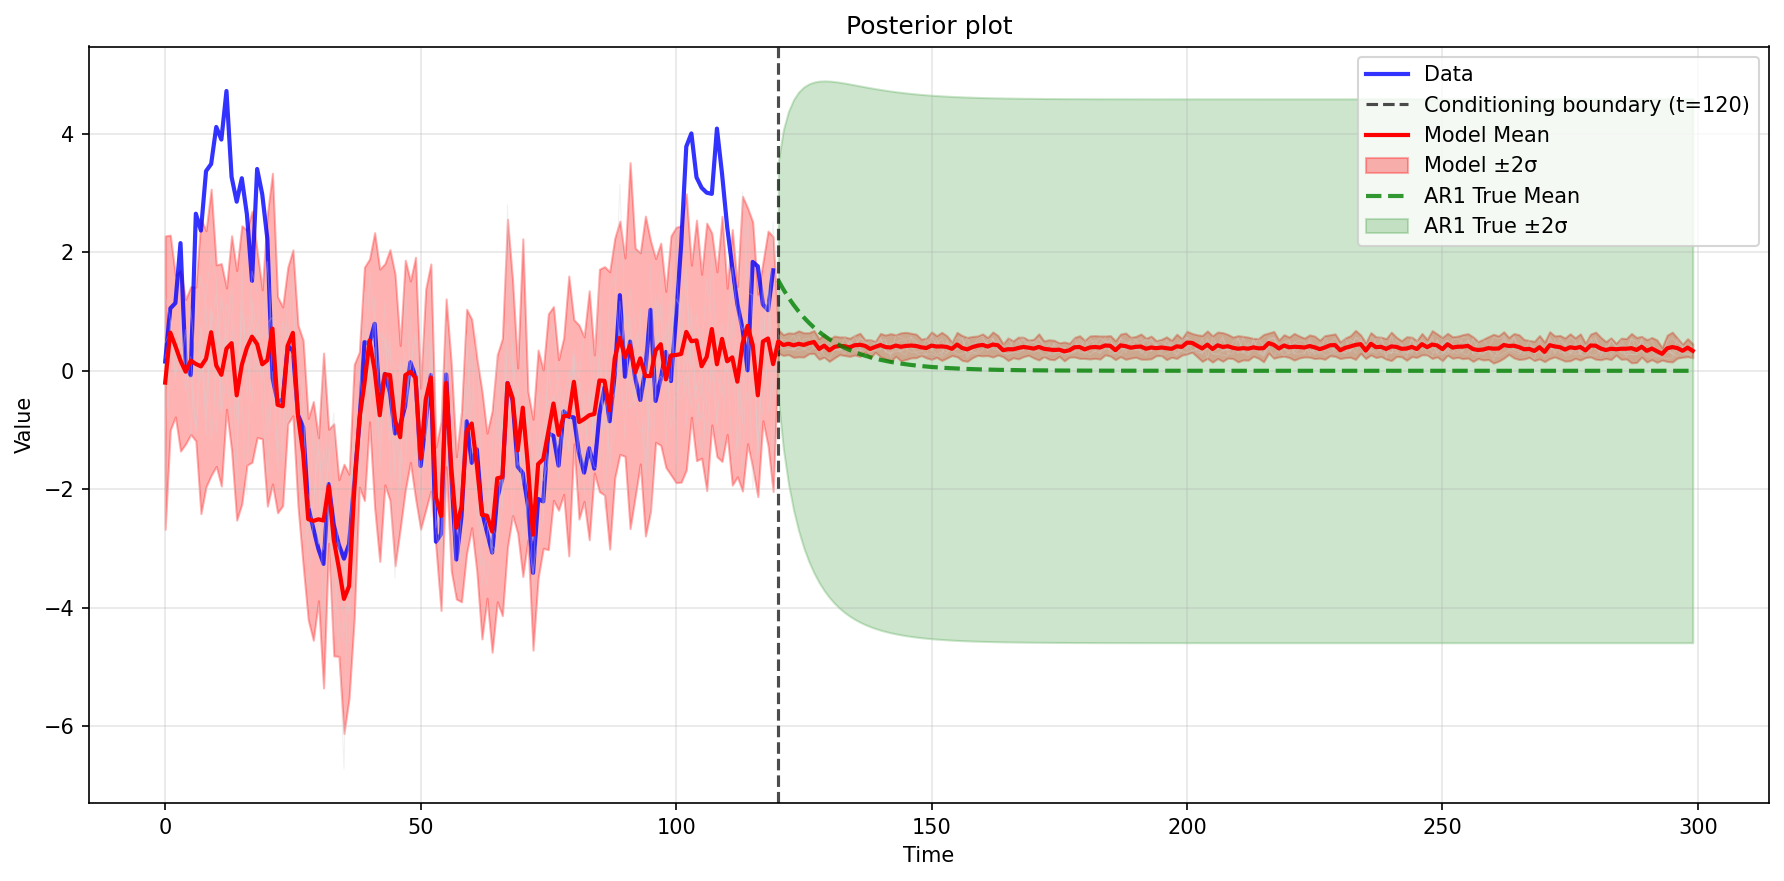 Posterior plot
Data
Conditioning boundary (t=120)
Model Mean
Model ±2σ
AR1 True Mean
AR1 True ±2σ
Value
4
2
0
−2
−4
−6
0
50
100
150
200
250
300
Time